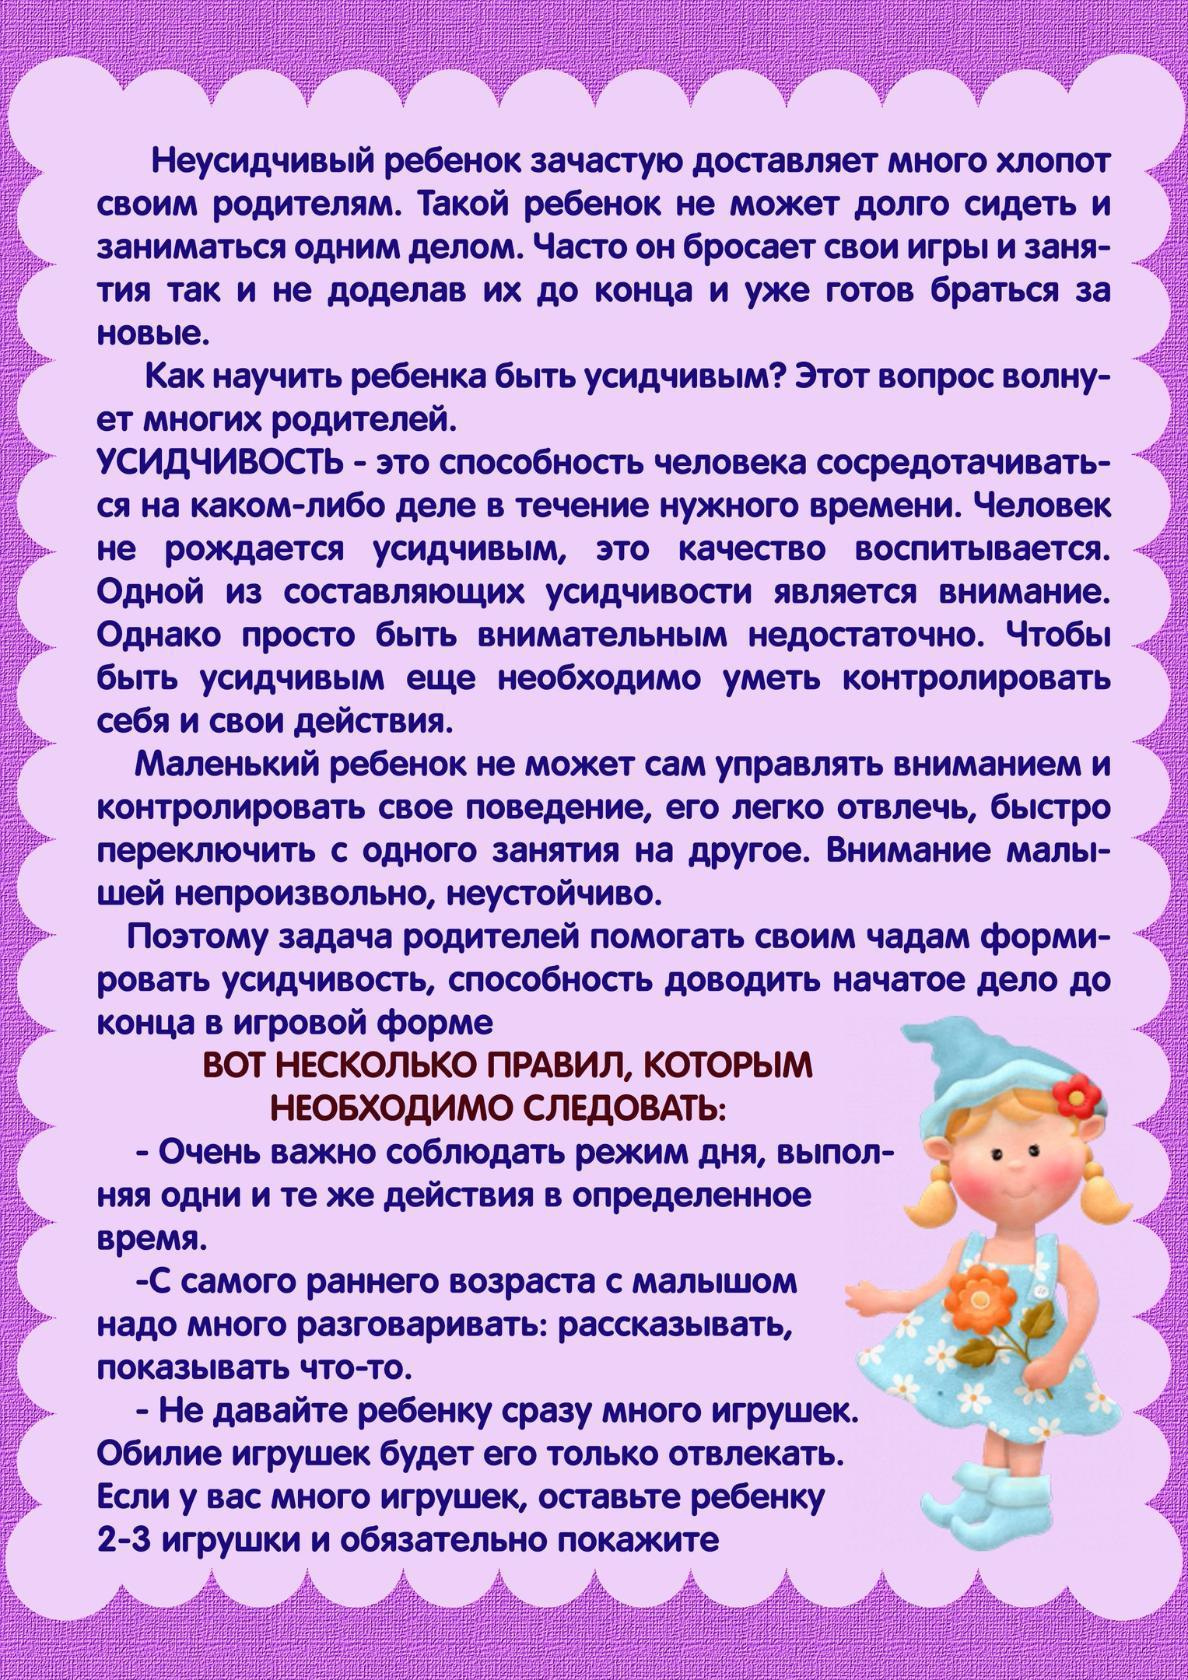 Неусидчивый ребенок зачастую доставляет много хлопот
своим родителям. Такой ребенок не может долго сидеть и
заниматься одним делом. Часто он бросает свои игры и заня-
тия так и не доделав их до конца и уже готов браться за
новые.
Как научить ребенка быть усидчивым? Этот вопрос волну-
ет многих родителей.
УСИДЧИВОСТЬ - это способность человека сосредотачивать-
ся на каком-либо деле в течение нужного времени. Человек
не рождается усидчивым, это качество воспитывается.
Одной из составляющих усидчивости является внимание.
Однако просто быть внимательным недостаточно. Чтобы
быть усидчивым еще необходимо уметь контролировать
себя и свои действия.
Маленький ребенок не может сам управлять вниманием и
контролировать свое поведение, его легко отвлечь, быстро
переключить с одного занятия на другое. Внимание малы-
шей непроизвольно, неустойчиво.
Поэтому задача родителей помогать своим чадам форми-
ровать усидчивость, способность доводить начатое дело до
конца в игровой форме
ВОТ НЕСКОЛЬКО ПРАВИЛ, КОТОРЫМ
НЕОБХОДИМО СЛЕДОВАТЬ:
- Очень важно соблюдать режим дня, выпол-
няя одни и те же действия в определенное
время.
-С самого раннего возраста с малышом
надо много разговаривать: рассказывать,
показывать что-то.
- Не давайте ребенку сразу много игрушек.
Обилие игрушек будет его только отвлекать.
Если у вас много игрушек, оставьте ребенку
2-3 игрушки и обязательно покажите